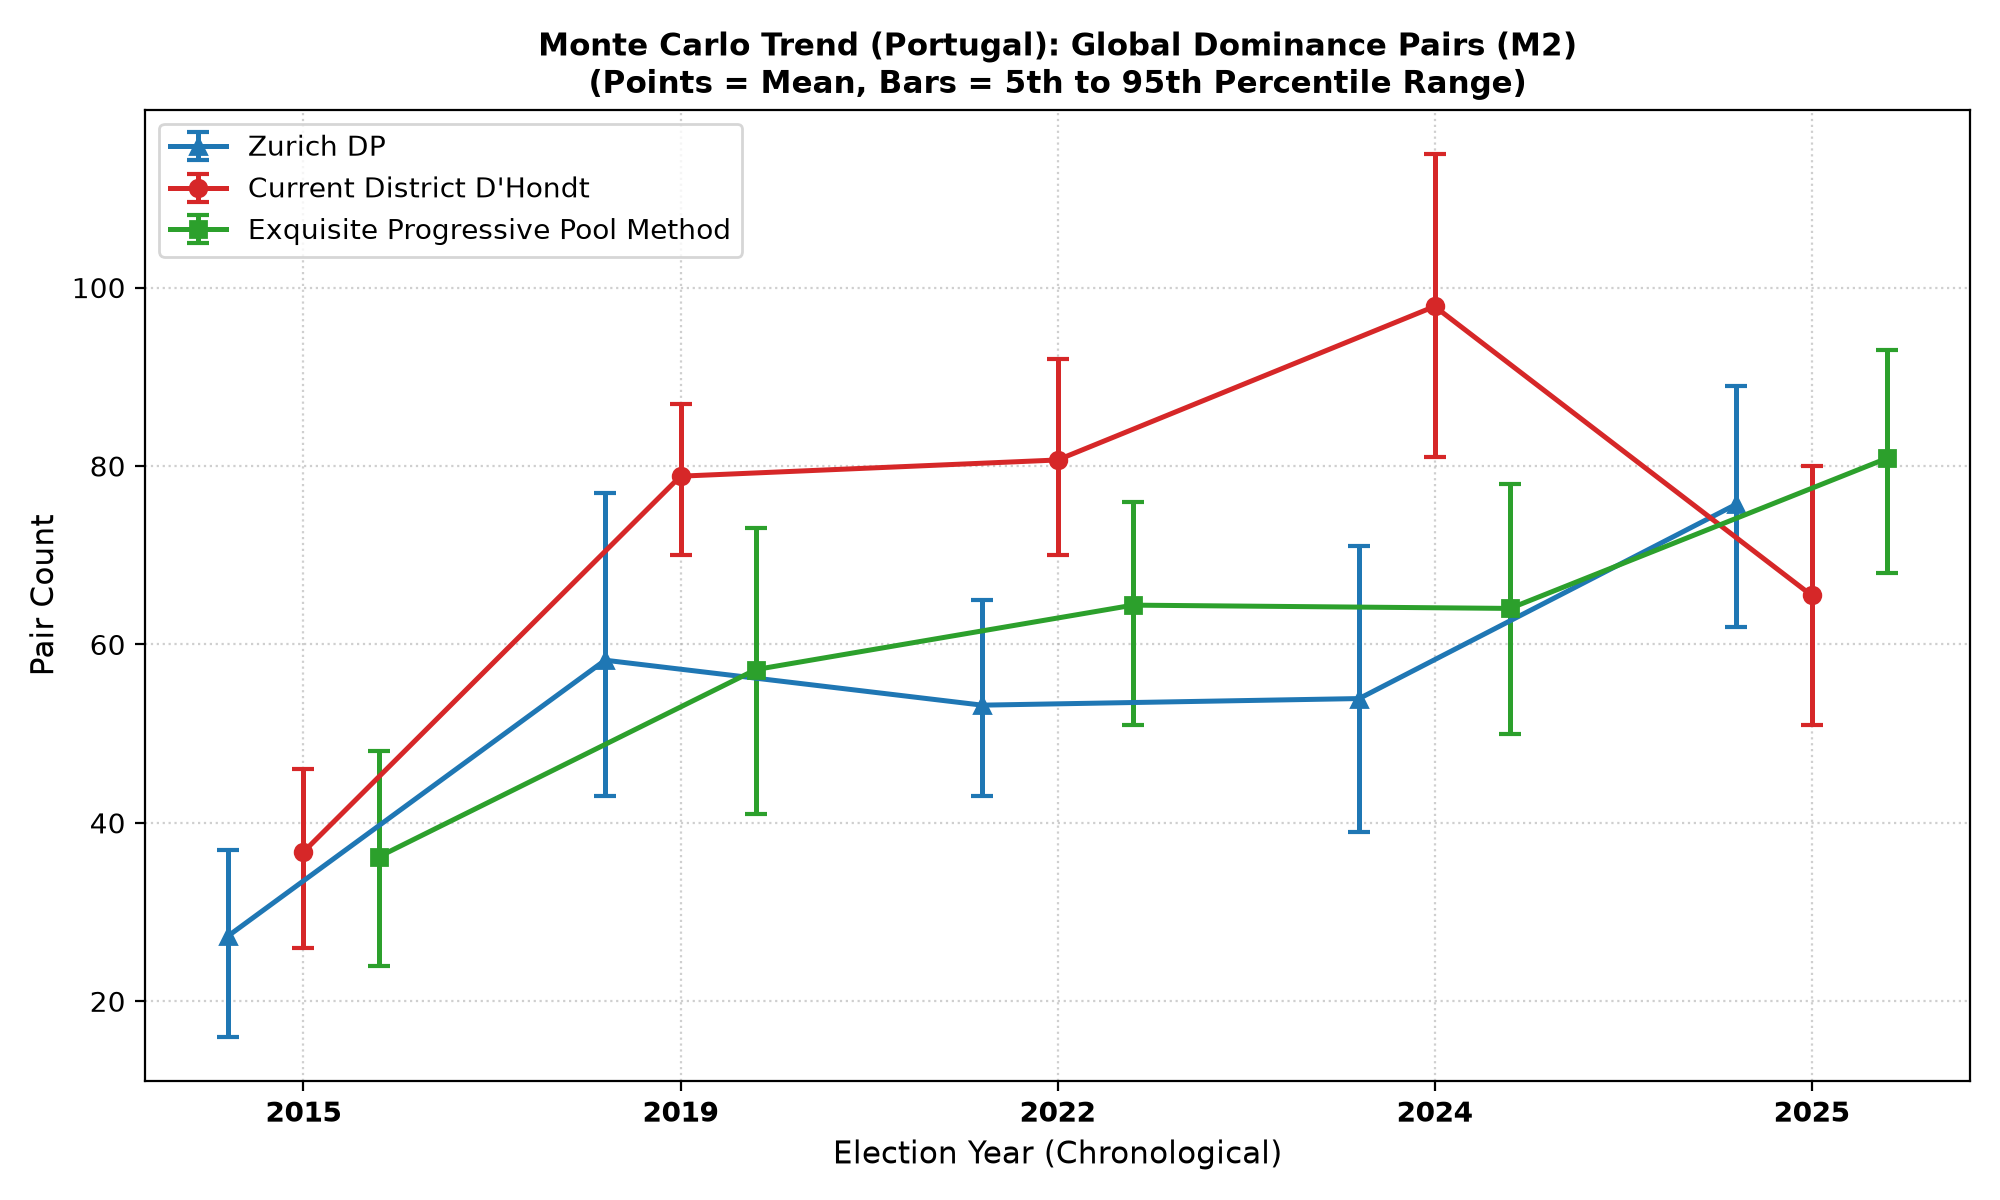 Monte Carlo Trend (Portugal): Global Dominance Pairs (M2)
(Points = Mean, Bars = 5th to 95th Percentile Range)
Zurich DP
Current District D'Hondt
Exquisite Progressive Pool Method
Pair Count
100
80
60
40
20
2015
2019
2022
2024
2025
Election Year (Chronological)